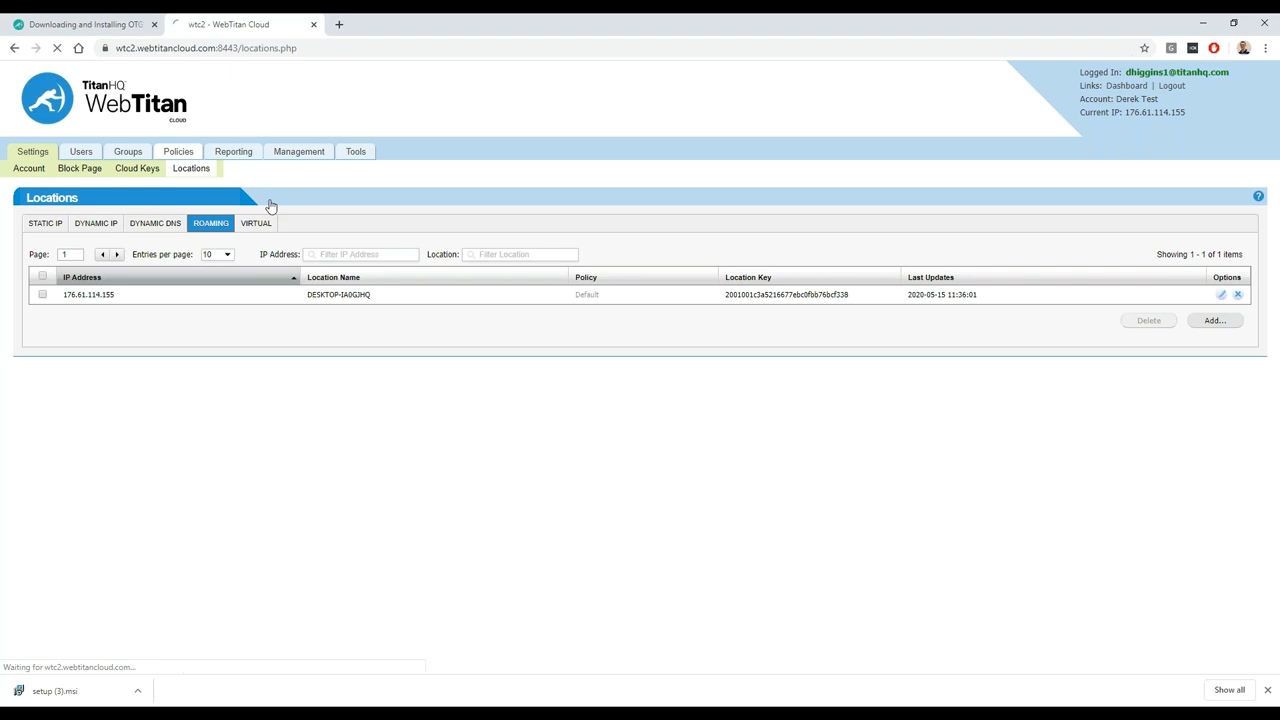 Downloading and Installing OTG
wtc2 - WebTitan Cloud
wtc2.webtitancloud.com:8443/locations.php
TitanHQ
WebTitan
CLOUD
Logged In: dhiggins1@titanhq.com
Links: Dashboard | Logout
Account: Derek Test
Current IP: 176.61.114.155
Settings Users Groups Policies Reporting Management Tools
Account Block Page Cloud Keys Locations
Locations
STATIC IP DYNAMIC IP DYNAMIC DNS ROAMING VIRTUAL
Page: 1 Entries per page: 10 IP Address: Filter IP Address Location: Filter Location Showing 1 - 1 of 1 items
IP Address Location Name Policy Location Key Last Updates Options
176.61.114.155 DESKTOP-IA0GJHQ Default 2001001c3a5216677ebc0fbb76bcf338 2020-05-15 11:36:01
Delete Add...
Waiting for wtc2.webtitancloud.com...
setup (3).msi
Show all